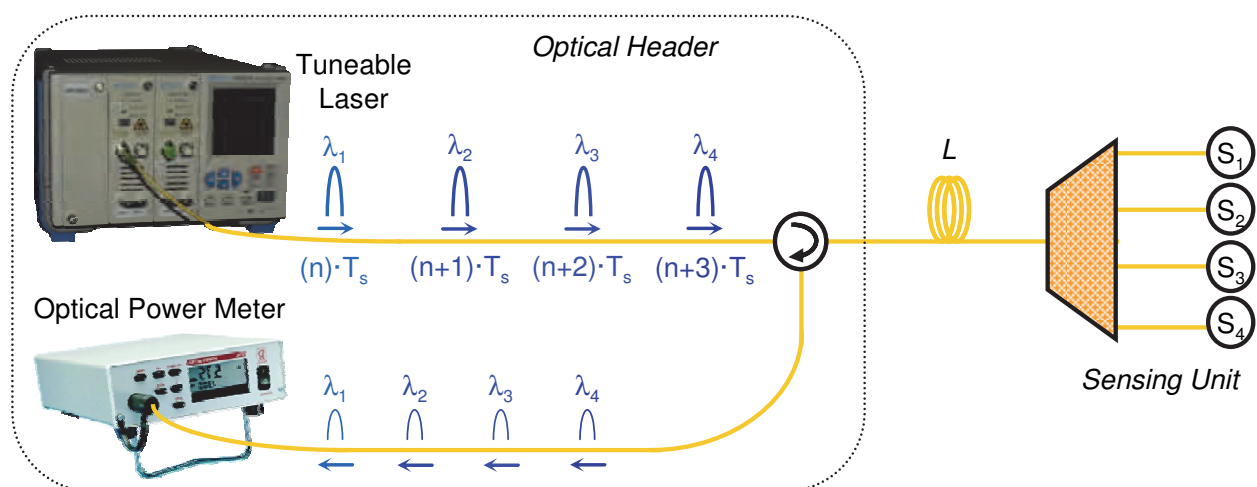 Optical Header
Tuneable
Laser
λ1 λ2 λ3 λ4
(n)·Ts (n+1)·Ts (n+2)·Ts (n+3)·Ts
L
S1
S2
S3
S4
Sensing Unit
Optical Power Meter
λ1 λ2 λ3 λ4